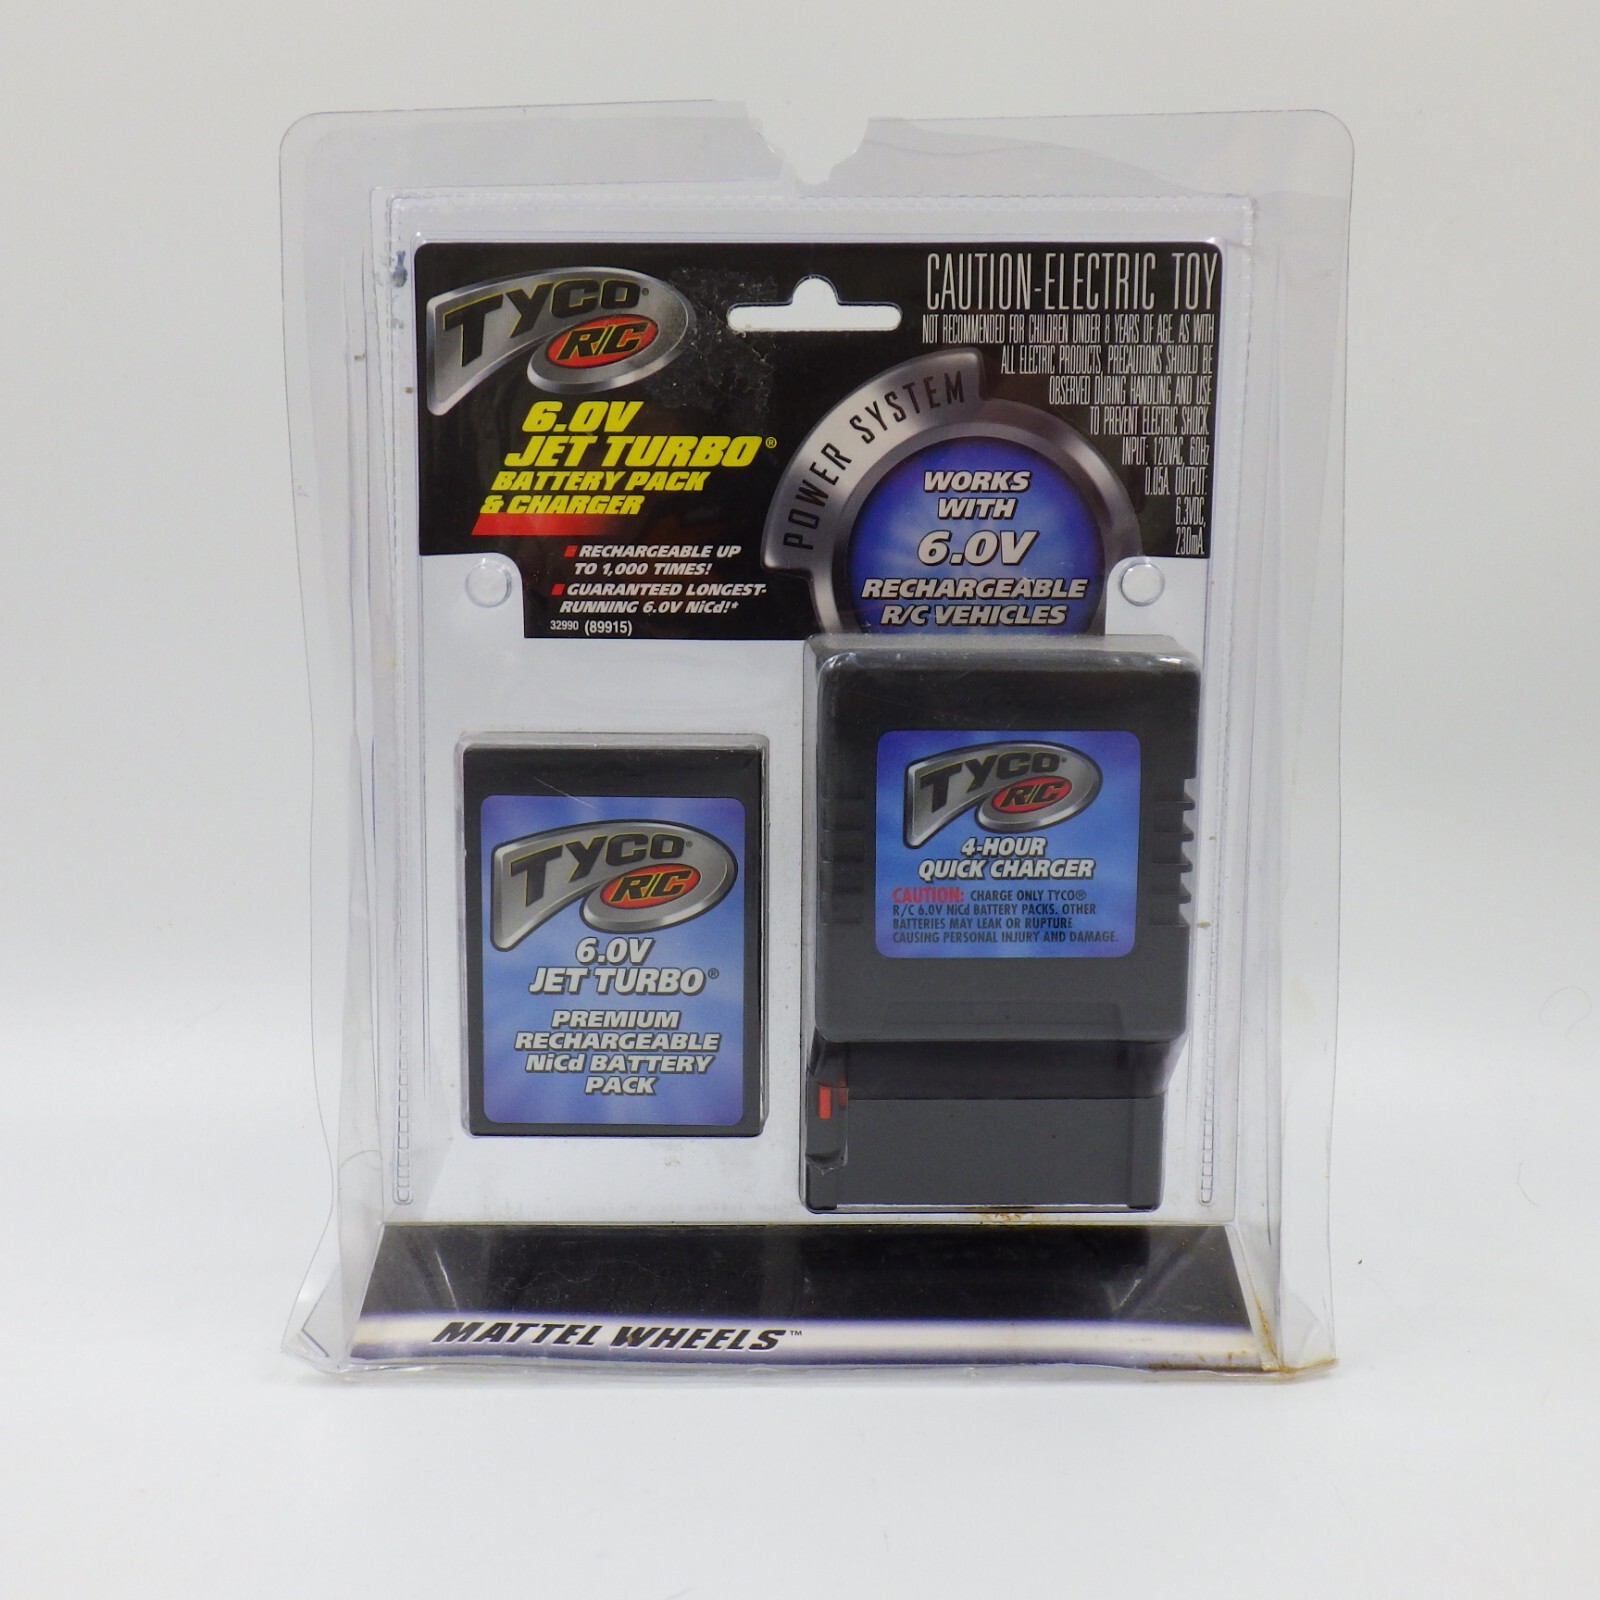 TYCO®
R/C
6.0V
JET TURBO®
BATTERY PACK
& CHARGER
RECHARGEABLE UP
TO 1,000 TIMES!
GUARANTEED LONGEST-
RUNNING 6.0V NiCd!*
32990 (89915)
CAUTION-ELECTRIC TOY
NOT RECOMMENDED FOR CHILDREN UNDER 8 YEARS OF AGE. AS WITH
ALL ELECTRIC PRODUCTS, PRECAUTIONS SHOULD BE
OBSERVED DURING HANDLING AND USE
TO PREVENT ELECTRIC SHOCK.
INPUT: 120VAC, 60Hz
0.05A. OUTPUT:
6.3VDC,
230mA.
POWER SYSTEM
WORKS
WITH
6.0V
RECHARGEABLE
R/C VEHICLES
TYCO®
R/C
6.0V
JET TURBO®
PREMIUM
RECHARGEABLE
NiCd BATTERY
PACK
TYCO®
R/C
4-HOUR
QUICK CHARGER
CAUTION: CHARGE ONLY TYCO®
R/C 6.0V NiCd BATTERY PACKS. OTHER
BATTERIES MAY LEAK OR RUPTURE
CAUSING PERSONAL INJURY AND DAMAGE.
MATTEL WHEELS™